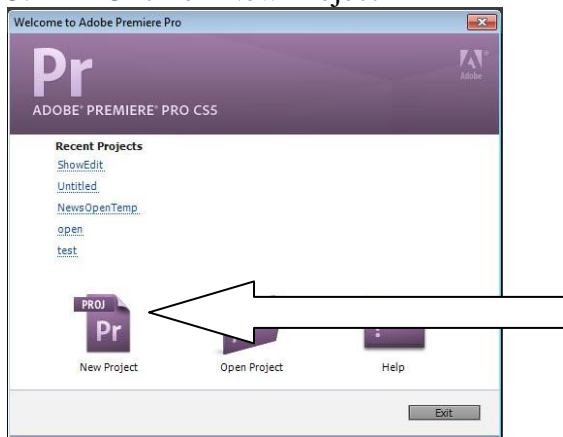 Welcome to Adobe Premiere Pro
Pr
Adobe®
ADOBE® PREMIERE® PRO CS5
Recent Projects
ShowEdit
Untitled
NewsOpenTemp
open
test
PROJ
Pr
New Project
Open Project
Help
Exit